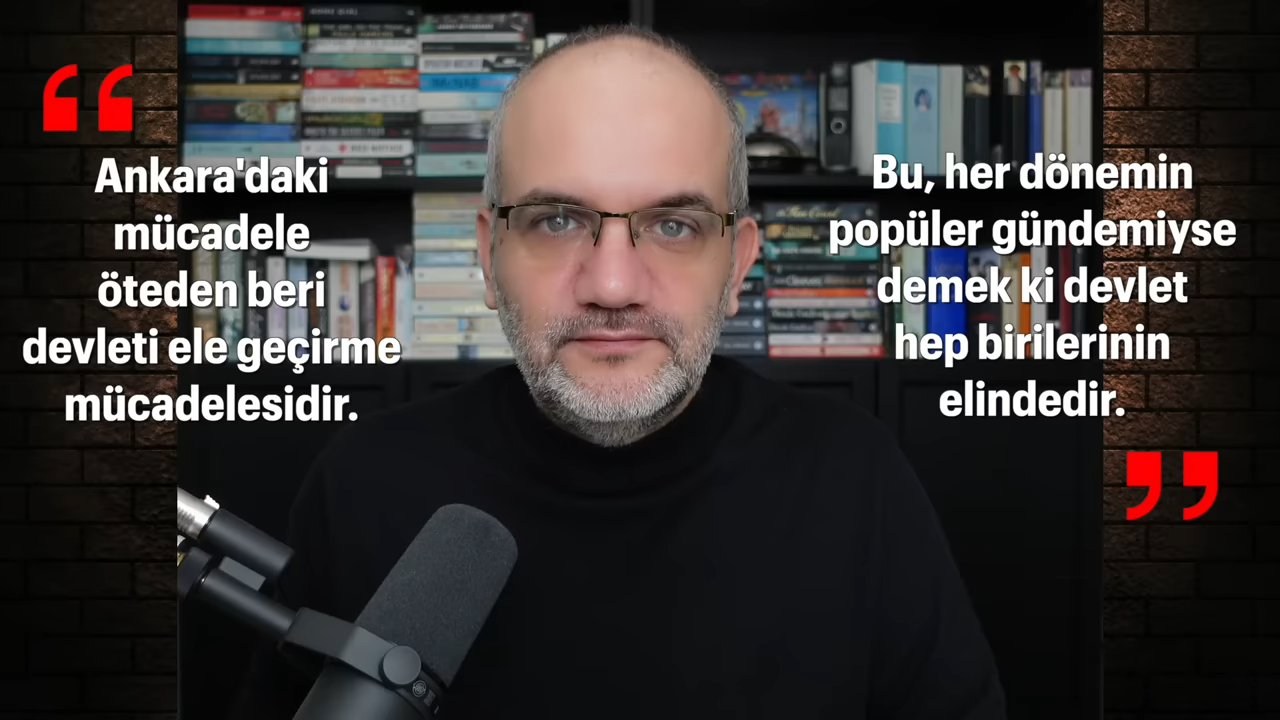 “
Ankara'daki
mücadele
öteden beri
devleti ele geçirme
mücadelesidir.
Bu, her dönemin
popüler gündemiyse
demek ki devlet
hep birilerinin
elindedir.
”